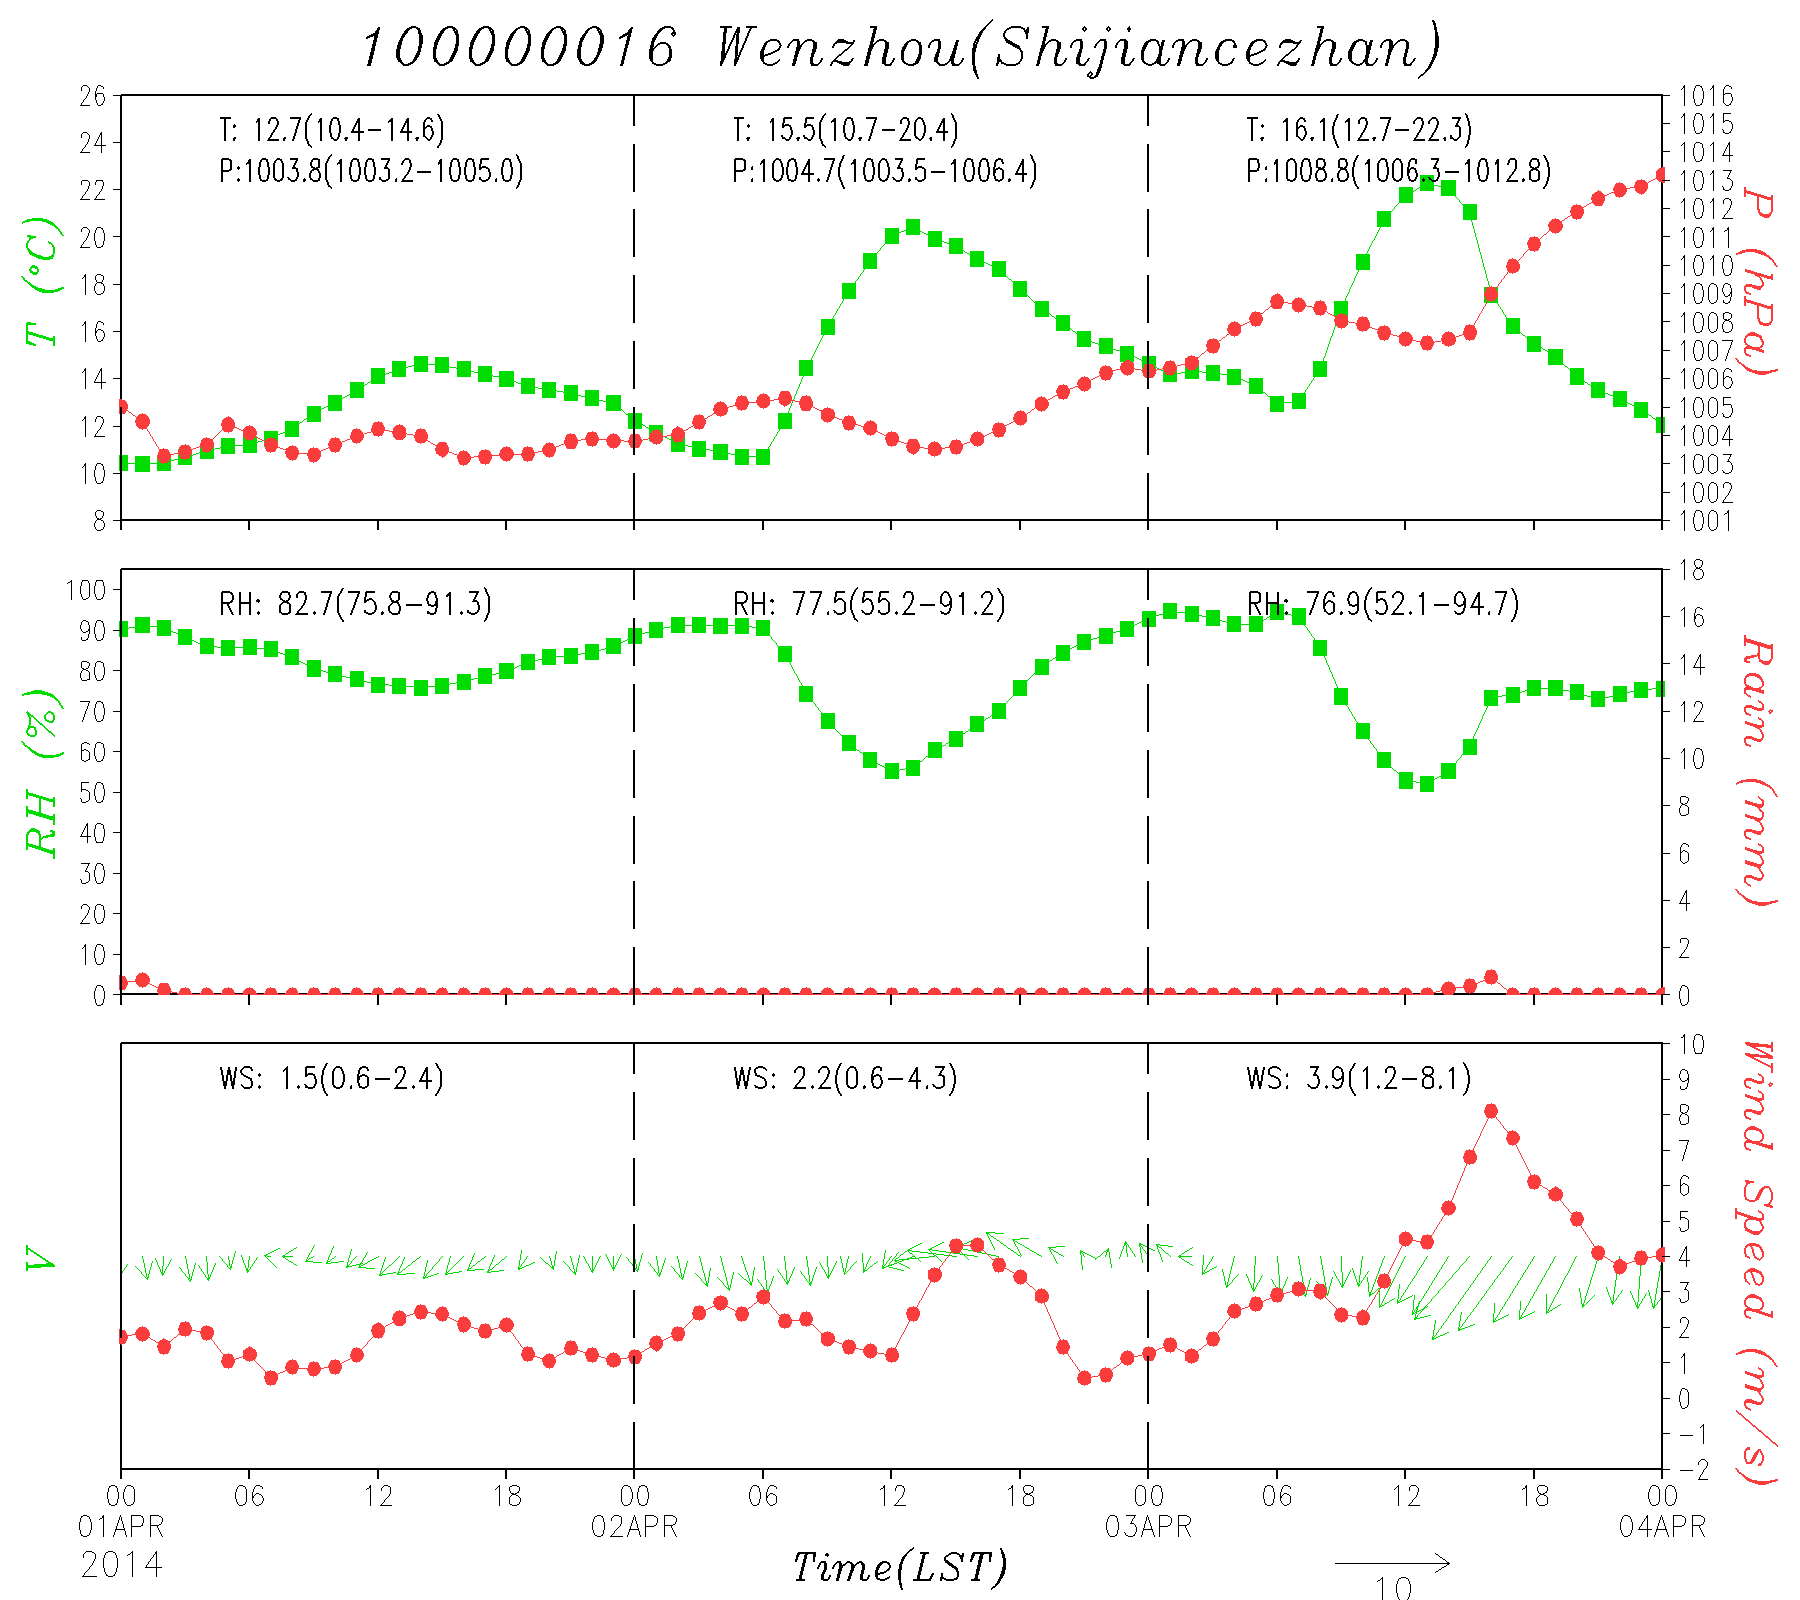 100000016 Wenzhou(Shijiancezhan)
T: 12.7(10.4−14.6)
P:1003.8(1003.2−1005.0)
T: 15.5(10.7−20.4)
P:1004.7(1003.5−1006.4)
T: 16.1(12.7−22.3)
P:1008.8(1006.3−1012.8)
26
24
22
20
18
16
14
12
10
8
T (°C)
1016
1015
1014
1013
1012
1011
1010
1009
1008
1007
1006
1005
1004
1003
1002
1001
P (hPa)
RH: 82.7(75.8−91.3)
RH: 77.5(55.2−91.2)
RH: 76.9(52.1−94.7)
100
90
80
70
60
50
40
30
20
10
0
RH (%)
18
16
14
12
10
8
6
4
2
0
Rain (mm)
WS: 1.5(0.6−2.4)
WS: 2.2(0.6−4.3)
WS: 3.9(1.2−8.1)
V
10
9
8
7
6
5
4
3
2
1
0
−1
−2
Wind Speed (m/s)
00 06 12 18 00 06 12 18 00 06 12 18 00
01APR 02APR 03APR 04APR
2014
Time(LST)
10